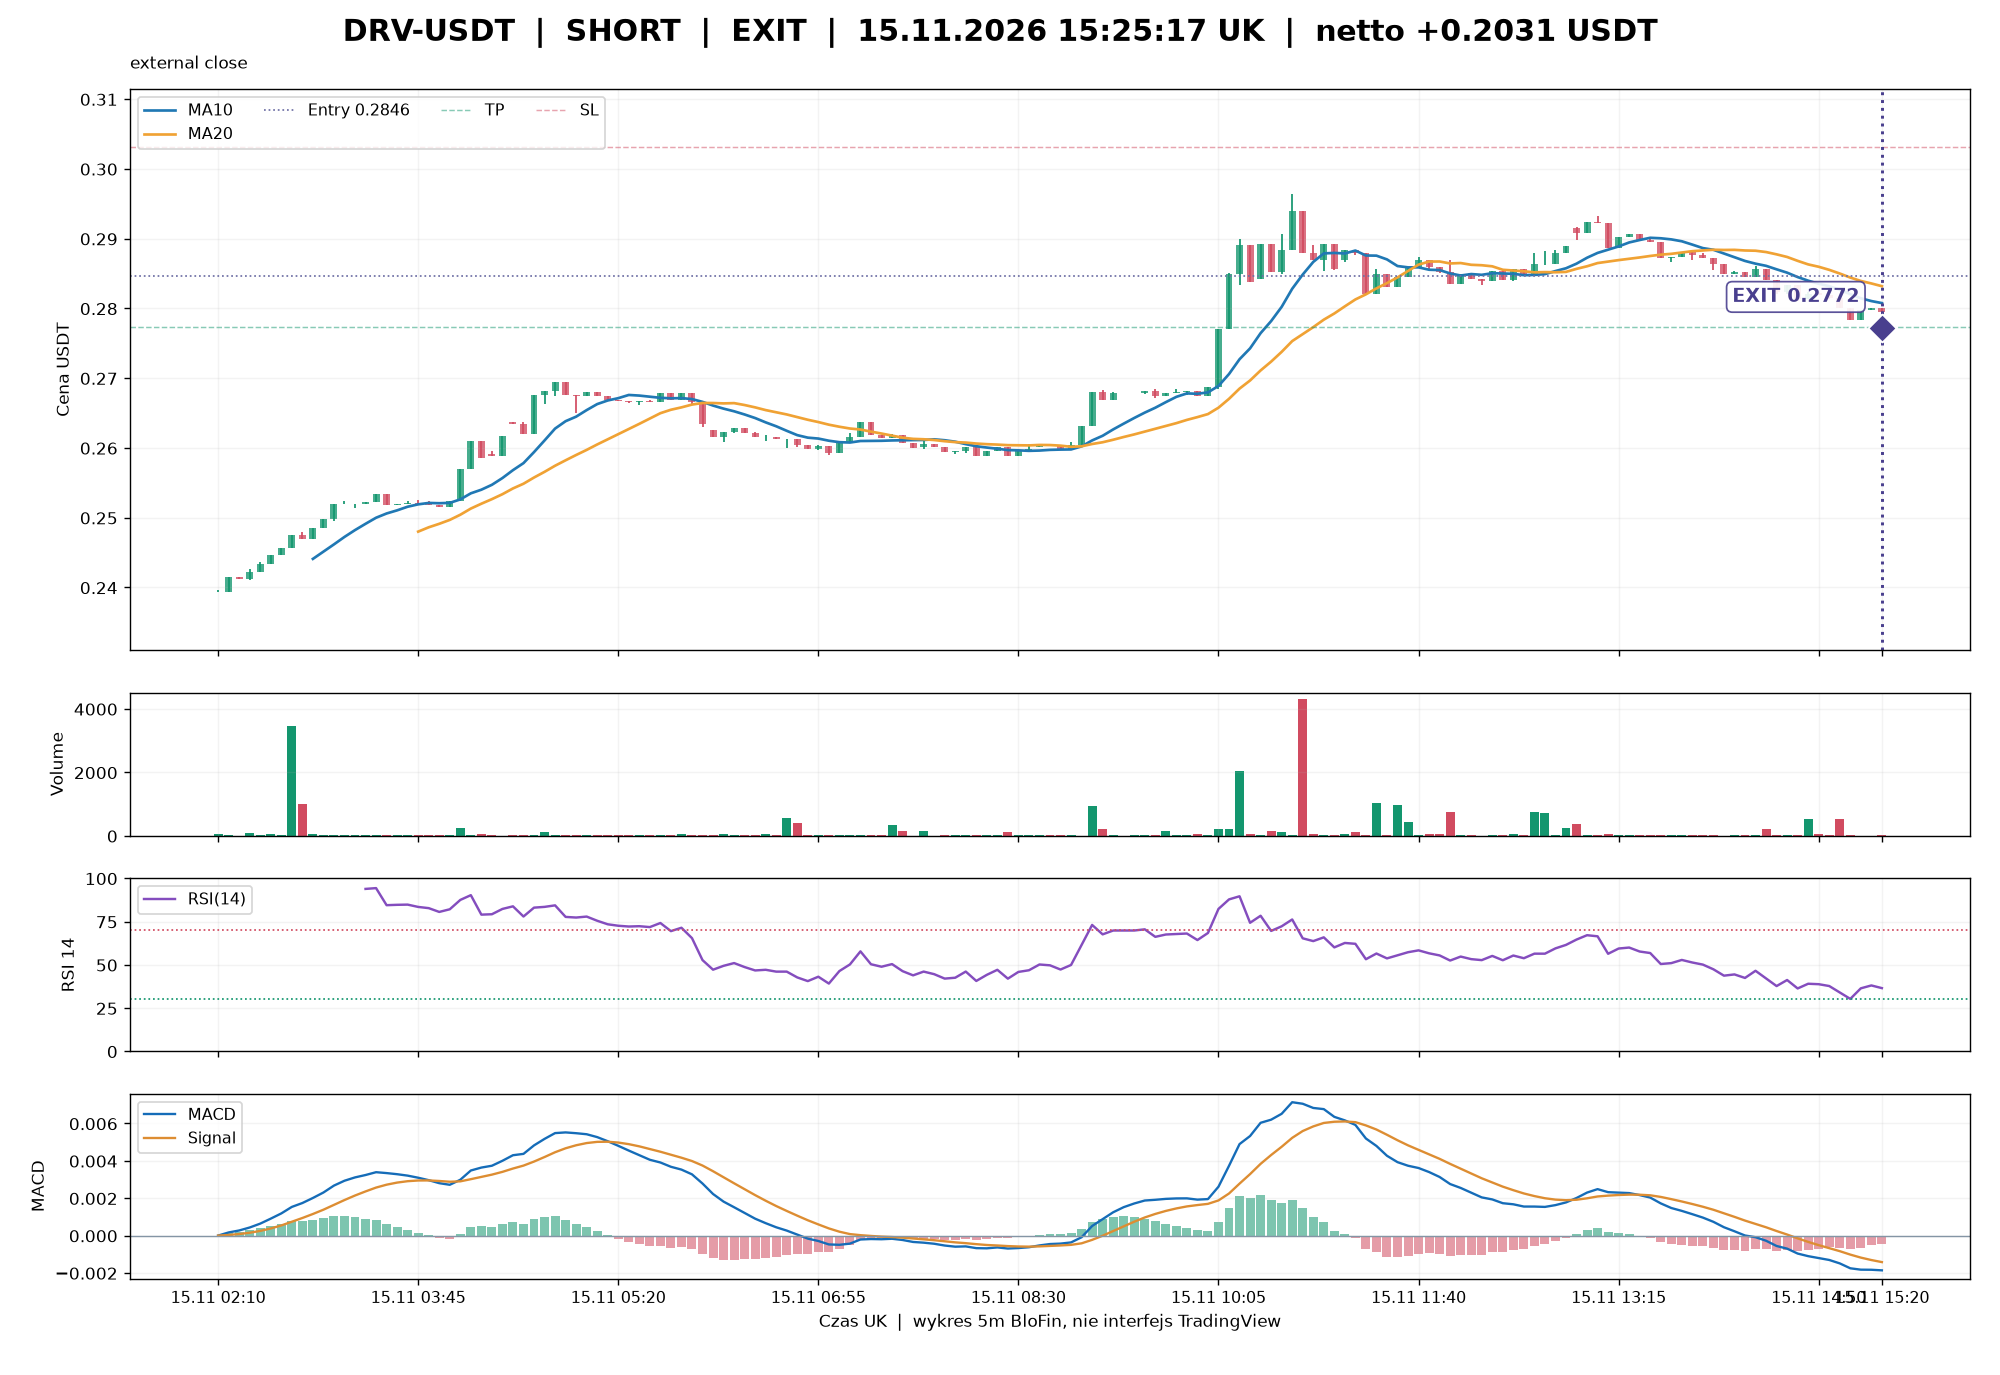 DRV-USDT | SHORT | EXIT | 15.11.2026 15:25:17 UK | netto +0.2031 USDT
external close
MA10
MA20
Entry 0.2846
TP
SL
Cena USDT
0.31
0.30
0.29
0.28
0.27
0.26
0.25
0.24
EXIT 0.2772
Volume
4000
2000
0
RSI 14
RSI(14)
100
75
50
25
0
MACD
MACD
Signal
0.006
0.004
0.002
0.000
−0.002
15.11 02:10
15.11 03:45
15.11 05:20
15.11 06:55
15.11 08:30
15.11 10:05
15.11 11:40
15.11 13:15
15.11 14:50
15.11 15:20
Czas UK | wykres 5m BloFin, nie interfejs TradingView